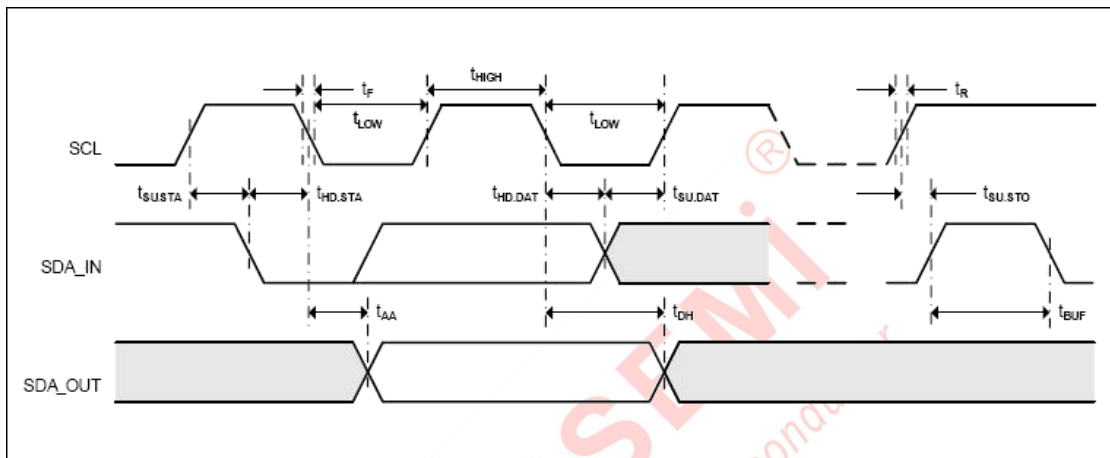 tHIGH
tF
tR
tLOW
tLOW
SCL
®
tSU.STA
tHD.STA
tHD.DAT
tSU.DAT
tSU.STO
SDA_IN
tAA
tDH
tBUF
SDA_OUT
SEMi